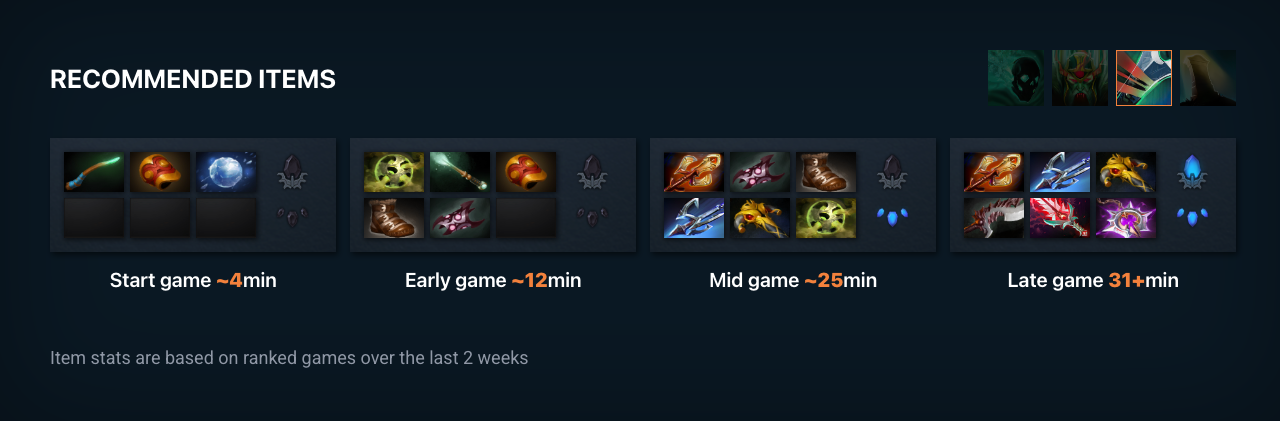 RECOMMENDED ITEMS
Start game ~4min
Early game ~12min
Mid game ~25min
Late game 31+min
Item stats are based on ranked games over the last 2 weeks